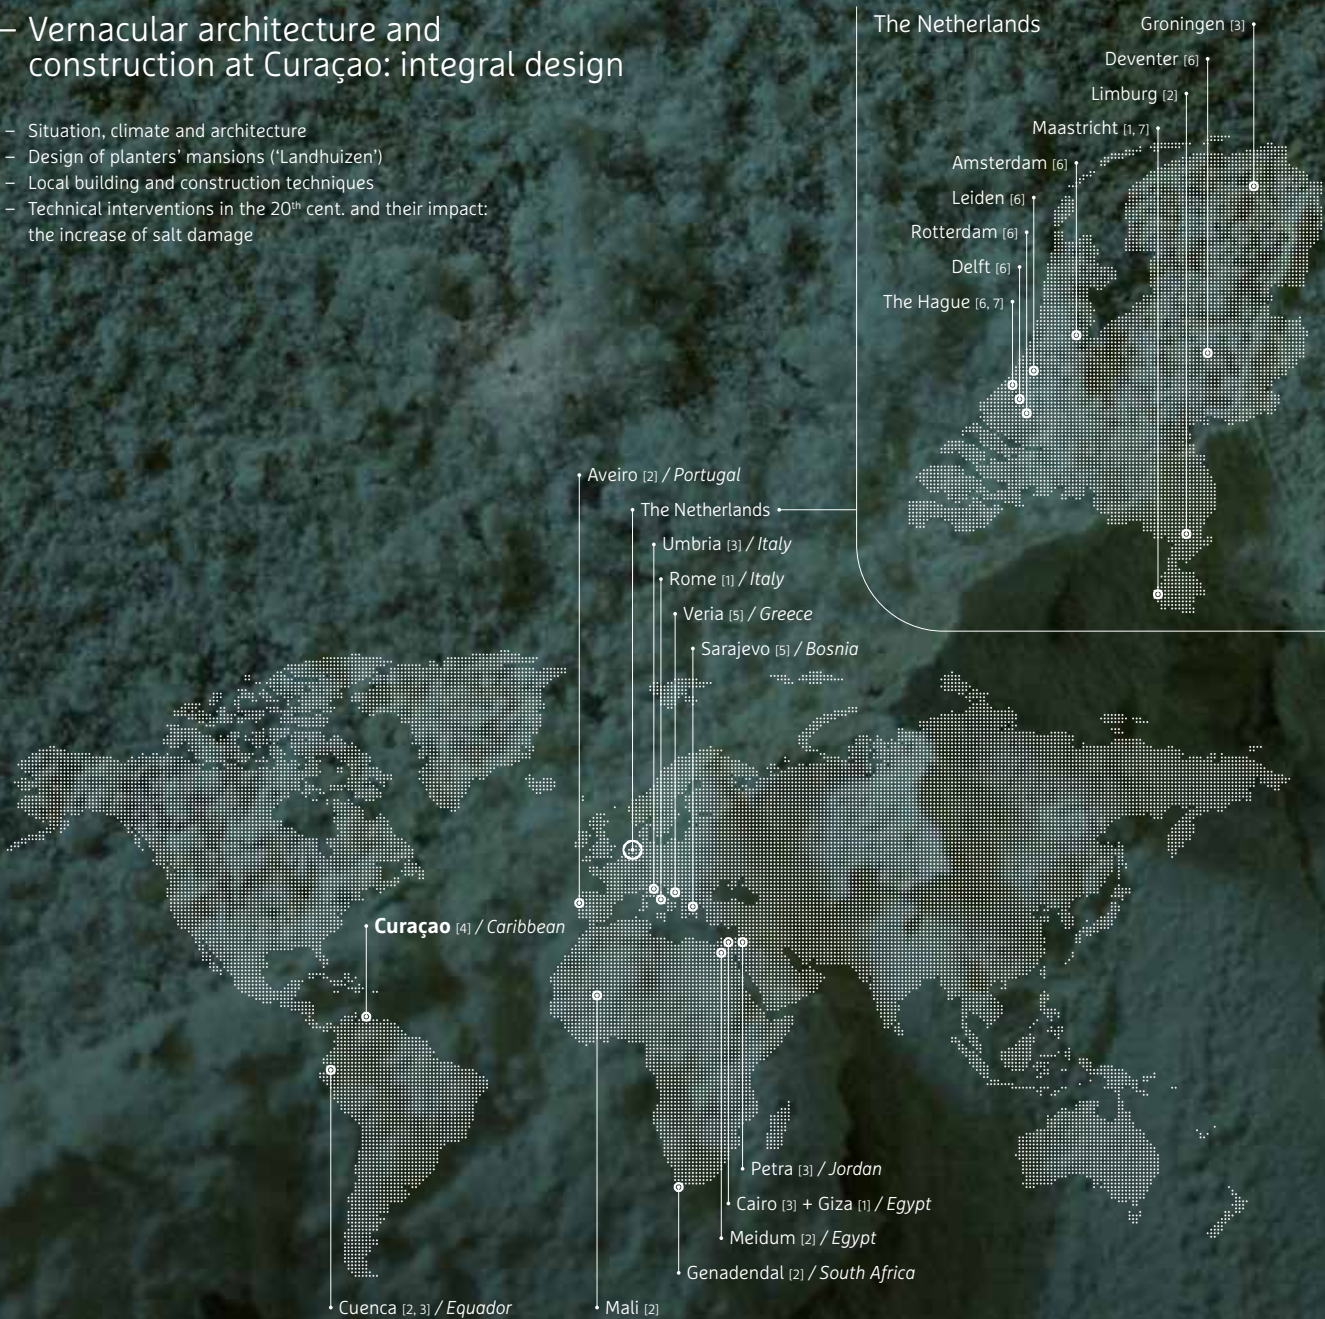 – Vernacular architecture and
construction at Curaçao: integral design
– Situation, climate and architecture
– Design of planters’ mansions (‘Landhuizen’)
– Local building and construction techniques
– Technical interventions in the 20th cent. and their impact:
the increase of salt damage
The Netherlands
Groningen [3]
Deventer [6]
Limburg [2]
Maastricht [1, 7]
Amsterdam [6]
Leiden [6]
Rotterdam [6]
Delft [6]
The Hague [6, 7]
Aveiro [2] / Portugal
The Netherlands
Umbria [3] / Italy
Rome [1] / Italy
Veria [5] / Greece
Sarajevo [5] / Bosnia
Curaçao [4] / Caribbean
Petra [3] / Jordan
Cairo [3] + Giza [1] / Egypt
Meidum [2] / Egypt
Genadendal [2] / South Africa
Cuenca [2, 3] / Equador
Mali [2]